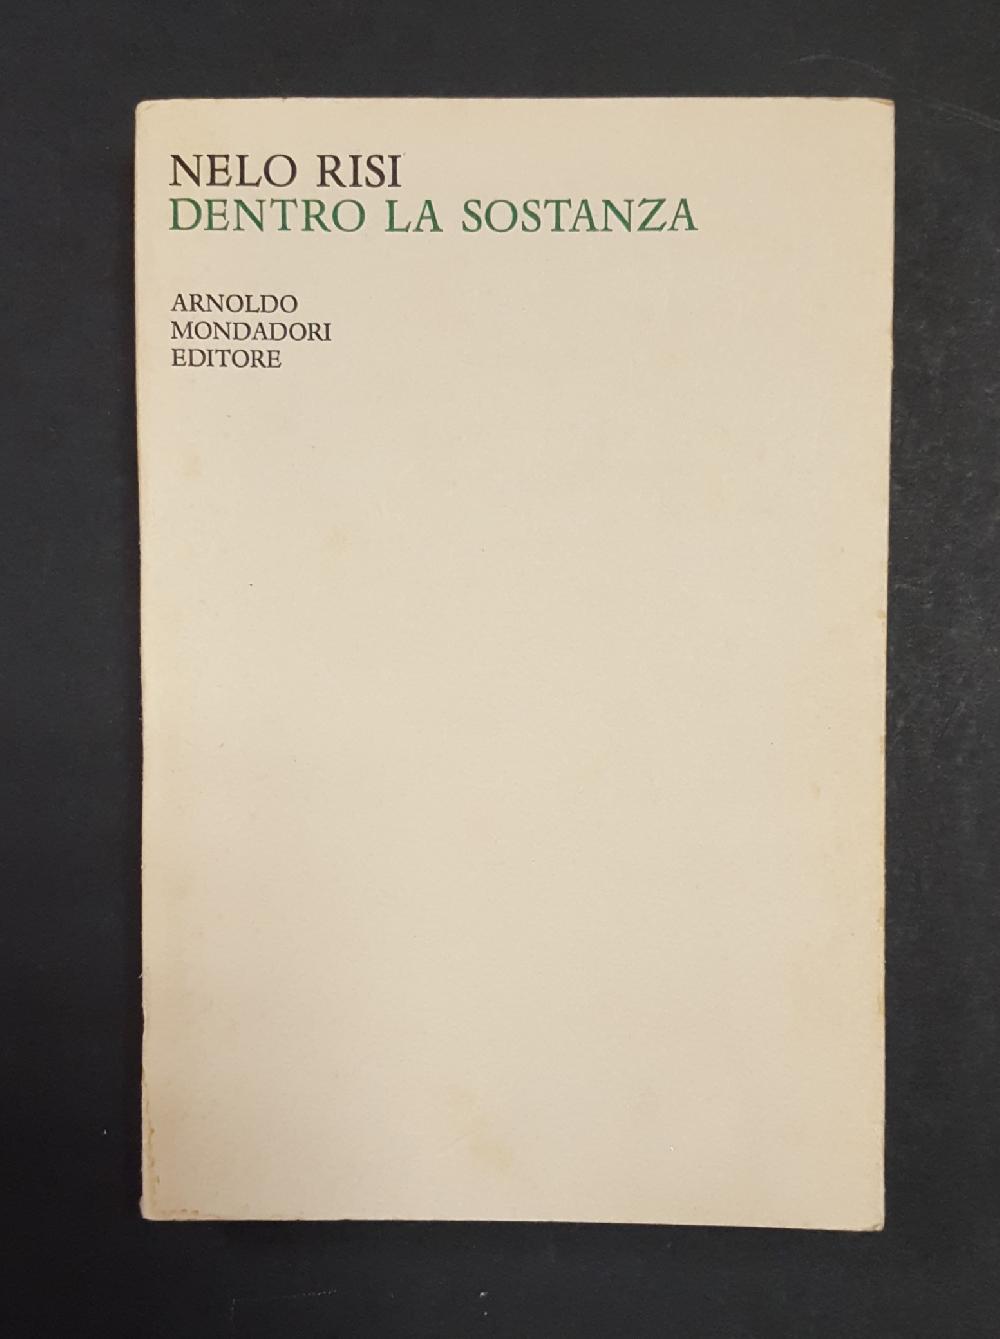 NELO RISI
DENTRO LA SOSTANZA
ARNOLDO
MONDADORI
EDITORE